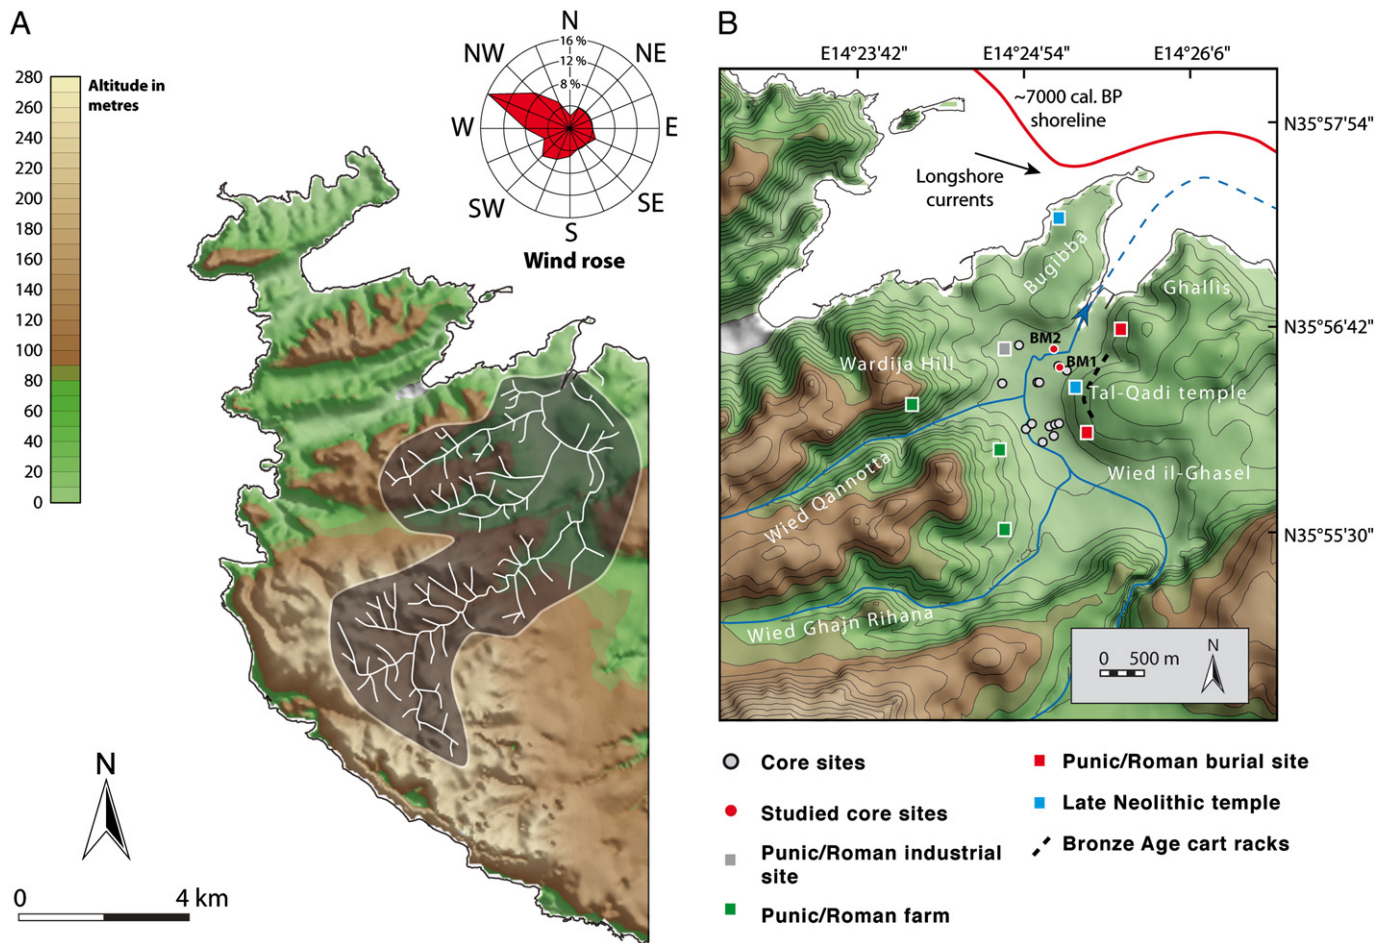 A
280
260
240
220
200
180
160
140
120
100
80
60
40
20
0
Altitude in
metres
N
NE
E
SE
S
SW
W
NW
16 %
12 %
8 %
Wind rose
N
0 4 km
B
E14°23'42" E14°24'54" E14°26'6"
N35°57'54"
N35°56'42"
N35°55'30"
~7000 cal. BP
shoreline
Longshore
currents
Bugibba
Ghallis
BM2
BM1
Wardija Hill
Tal-Qadi temple
Wied il-Ghasel
Wied Qannotta
Wied Ghajn Rihana
0 500 m
N
Core sites
Studied core sites
Punic/Roman industrial
site
Punic/Roman farm
Punic/Roman burial site
Late Neolithic temple
Bronze Age cart racks